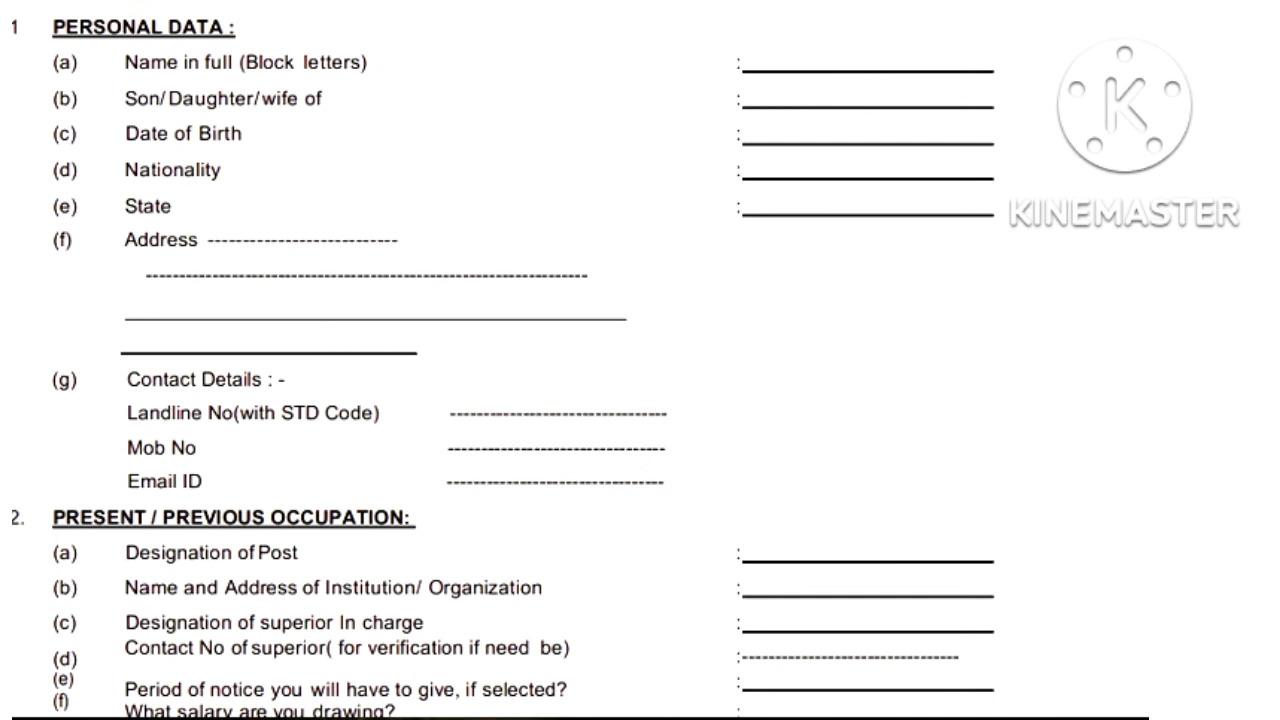 1 PERSONAL DATA :
(a) Name in full (Block letters) :
(b) Son/Daughter/wife of :
(c) Date of Birth :
(d) Nationality :
(e) State :
(f) Address ---------------------------
---------------------------------------------------------------
(g) Contact Details : -
Landline No(with STD Code) -------------------------------
Mob No -------------------------------
Email ID -------------------------------
2. PRESENT / PREVIOUS OCCUPATION:
(a) Designation of Post :
(b) Name and Address of Institution/ Organization :
(c) Designation of superior In charge :
(d) Contact No of superior( for verification if need be) :-------------------------------
(e) Period of notice you will have to give, if selected? :
(f) What salary are you drawing? :
K
KINEMASTER